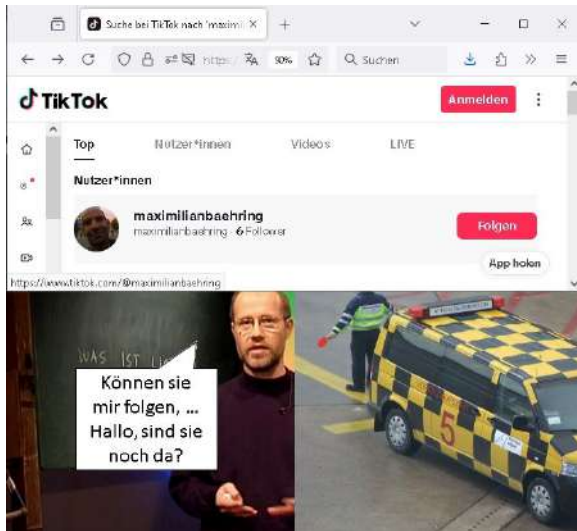 Suche bei TikTok nach 'maximi
90%
Suchen
TikTok
Anmelden
Top
Nutzer*innen
Videos
LIVE
Nutzer*innen
maximilianbaehring
maximilianbaehring · 6 Follower
Folgen
App holen
https://www.tiktok.com/@maximilianbaehring
WAS IST
Können sie
mir folgen, ...
Hallo, sind sie
noch da?
5